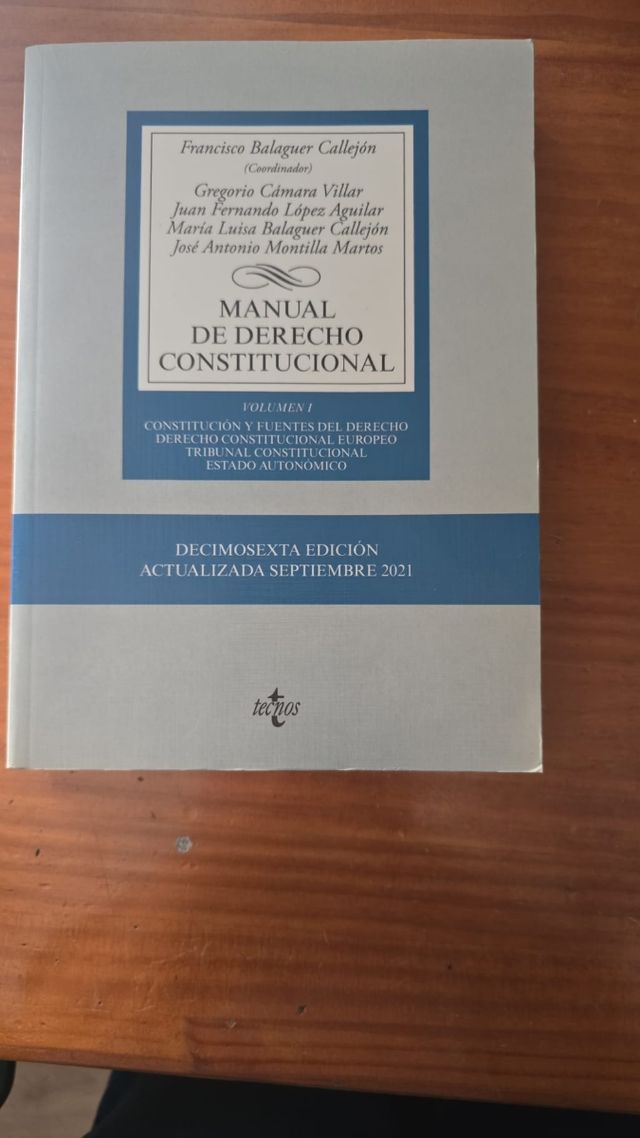 Francisco Balaguer Callejón
(Coordinador)
Gregorio Cámara Villar
Juan Fernando López Aguilar
María Luisa Balaguer Callejón
José Antonio Montilla Martos
MANUAL
DE DERECHO
CONSTITUCIONAL
VOLUMEN I
CONSTITUCIÓN Y FUENTES DEL DERECHO
DERECHO CONSTITUCIONAL EUROPEO
TRIBUNAL CONSTITUCIONAL
ESTADO AUTONÓMICO
DECIMOSEXTA EDICIÓN
ACTUALIZADA SEPTIEMBRE 2021
tecnos